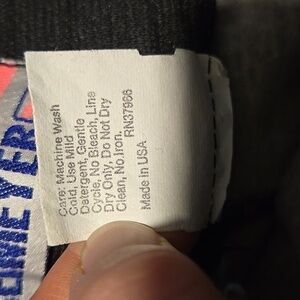 Care: Machine Wash
Cold, Use Mild
Detergent, Gentle
Cycle, No Bleach, Line
Dry Only, Do Not Dry
Clean, No Iron.
RN37966
Made in USA